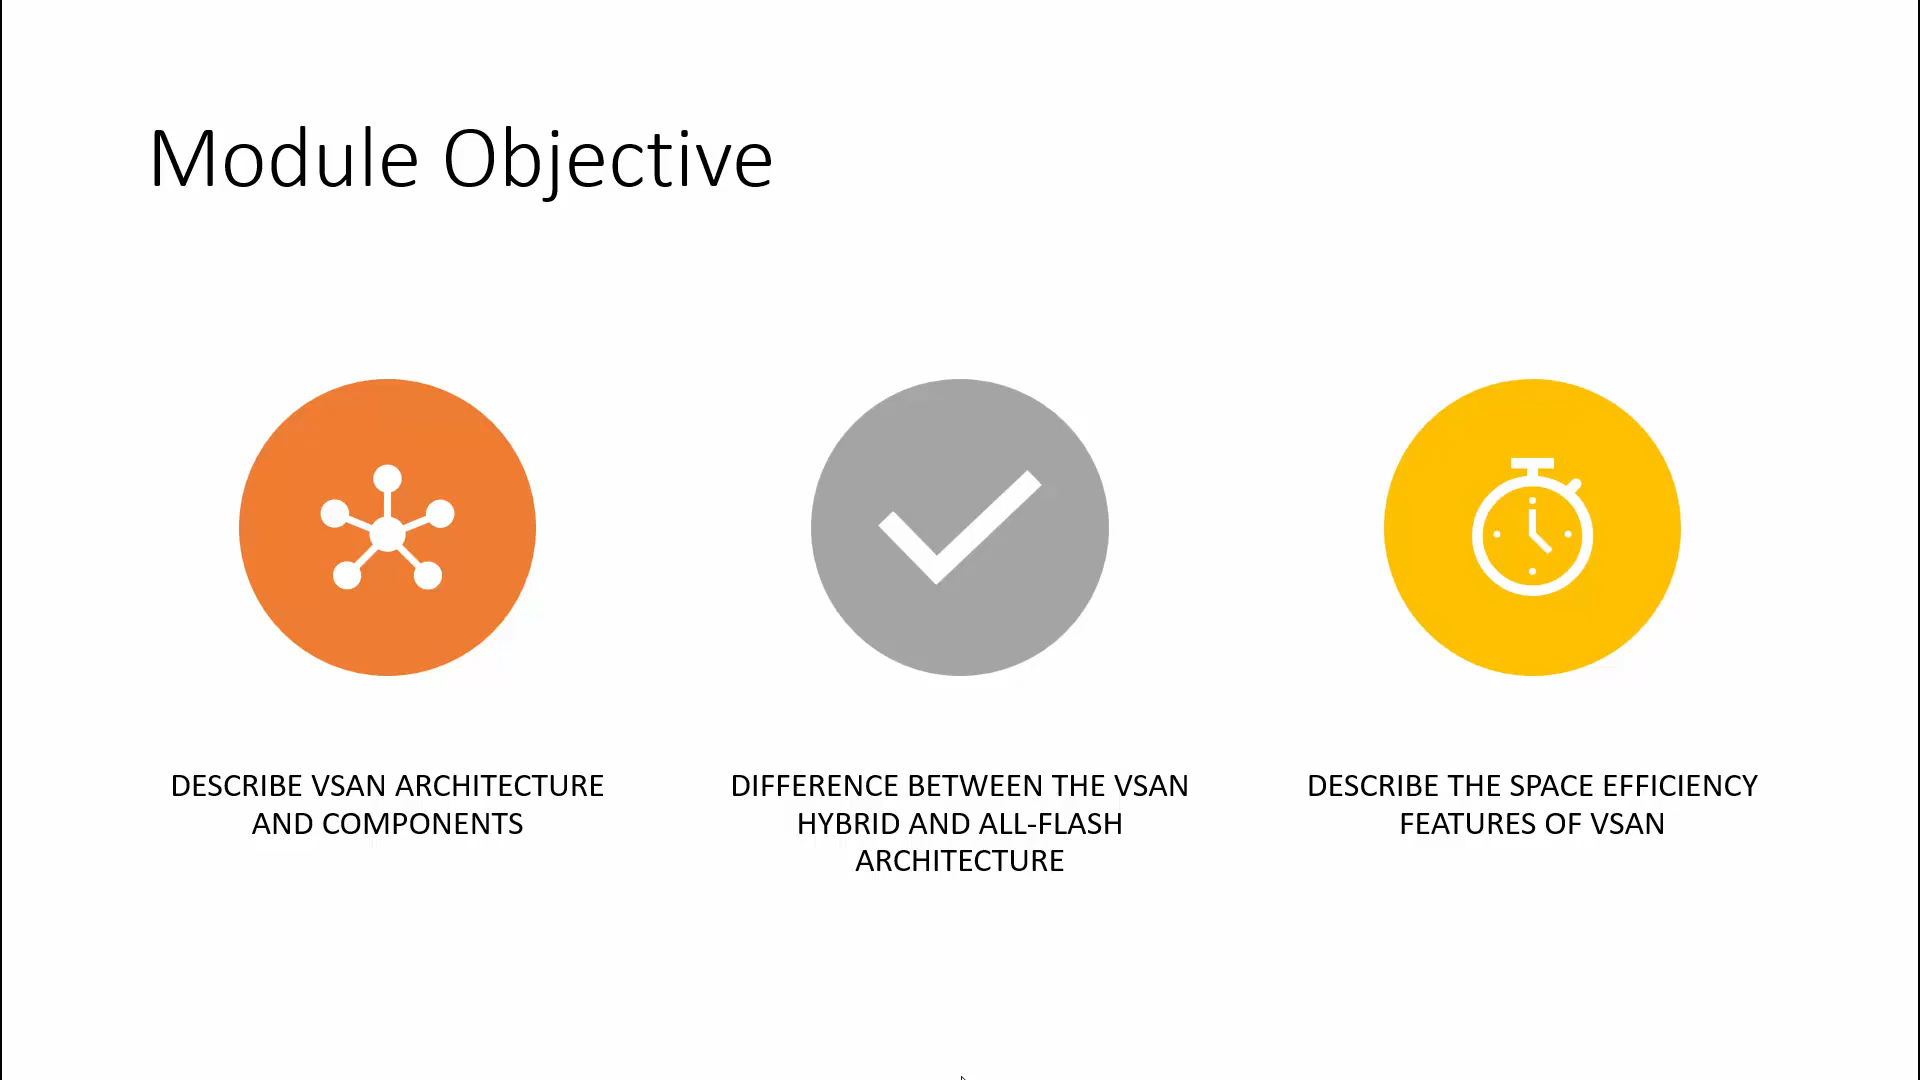 Module Objective
DESCRIBE VSAN ARCHITECTURE
AND COMPONENTS
DIFFERENCE BETWEEN THE VSAN
HYBRID AND ALL-FLASH
ARCHITECTURE
DESCRIBE THE SPACE EFFICIENCY
FEATURES OF VSAN